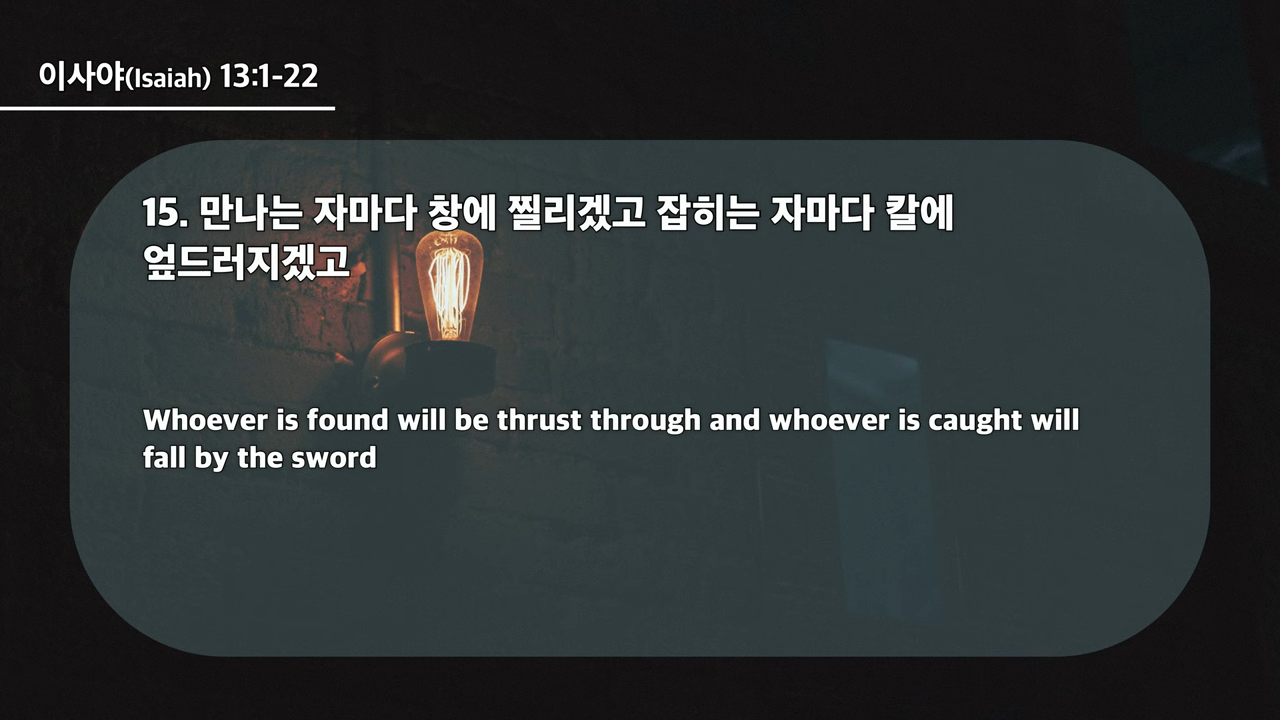 이사야(Isaiah) 13:1-22
15. 만나는 자마다 창에 찔리겠고 잡히는 자마다 칼에
엎드러지겠고
Whoever is found will be thrust through and whoever is caught will
fall by the sword